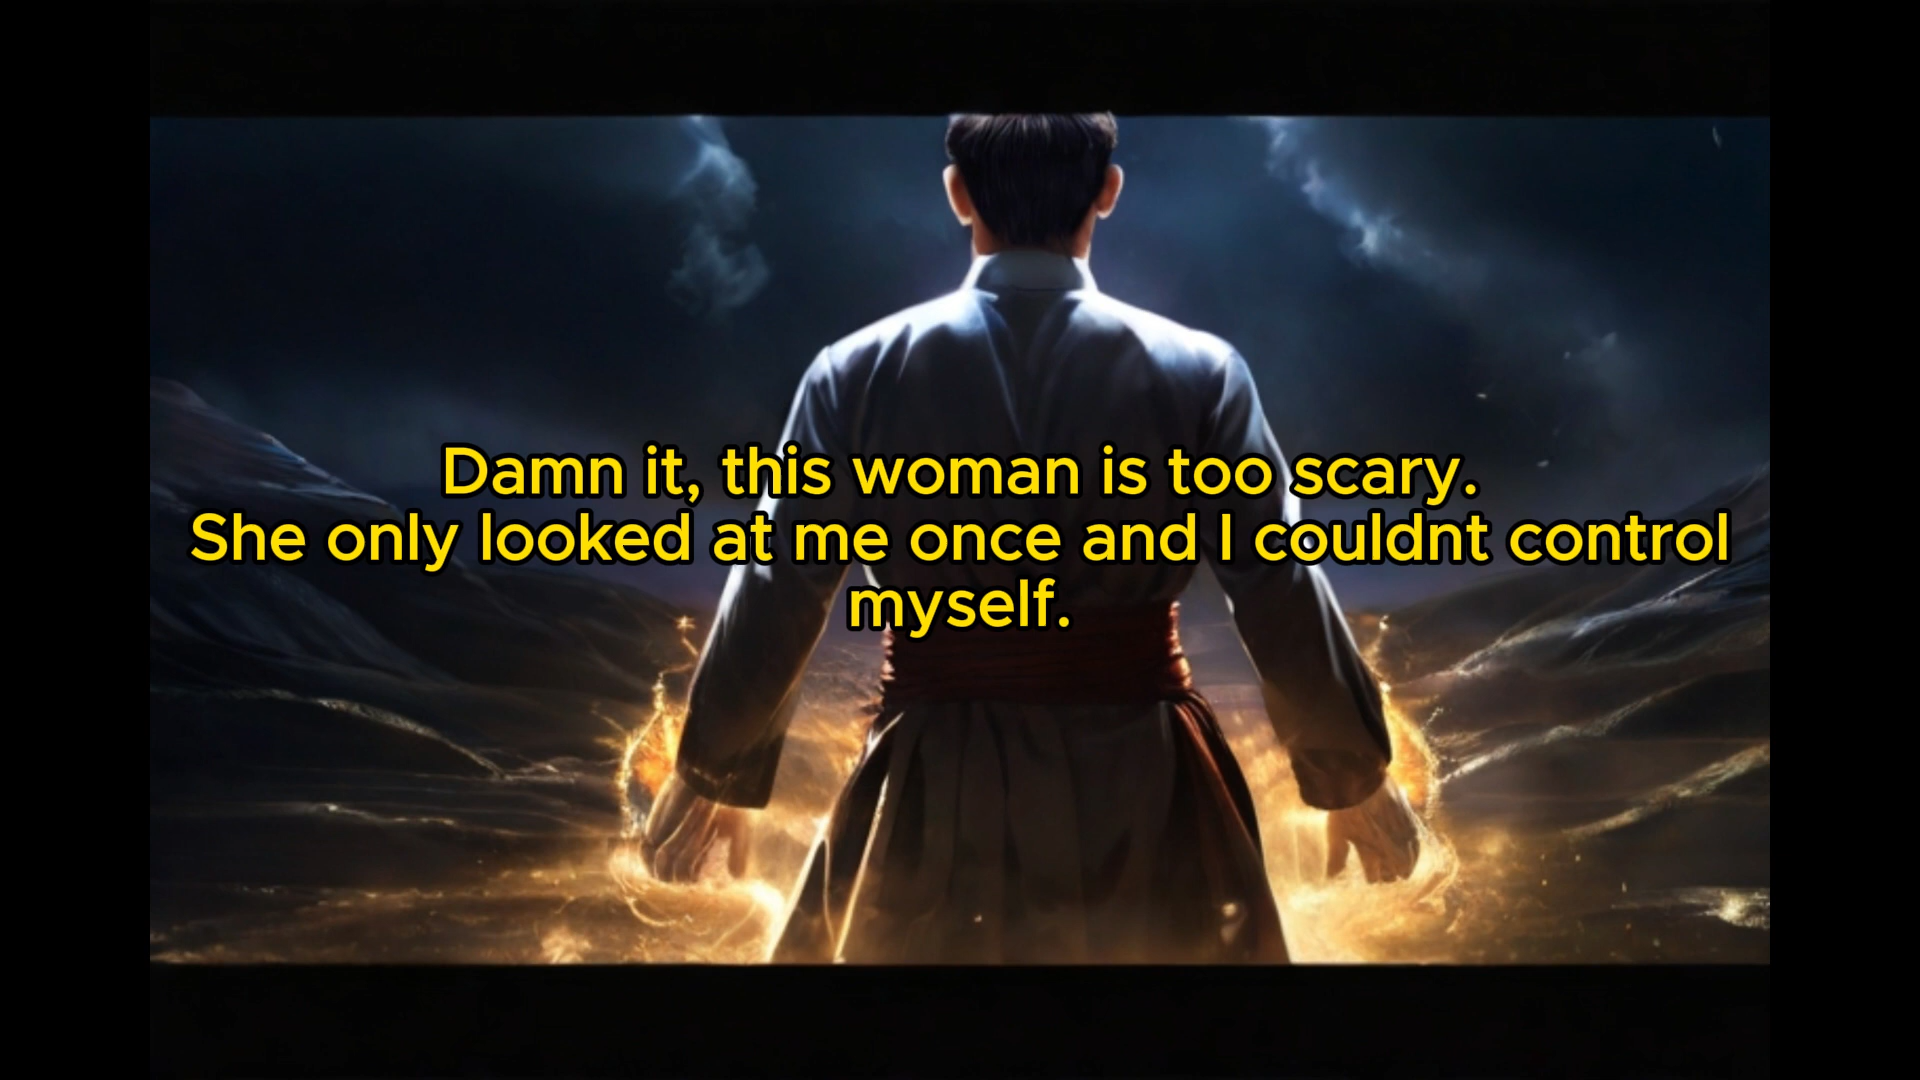 Damn it, this woman is too scary.
She only looked at me once and I couldnt control
myself.